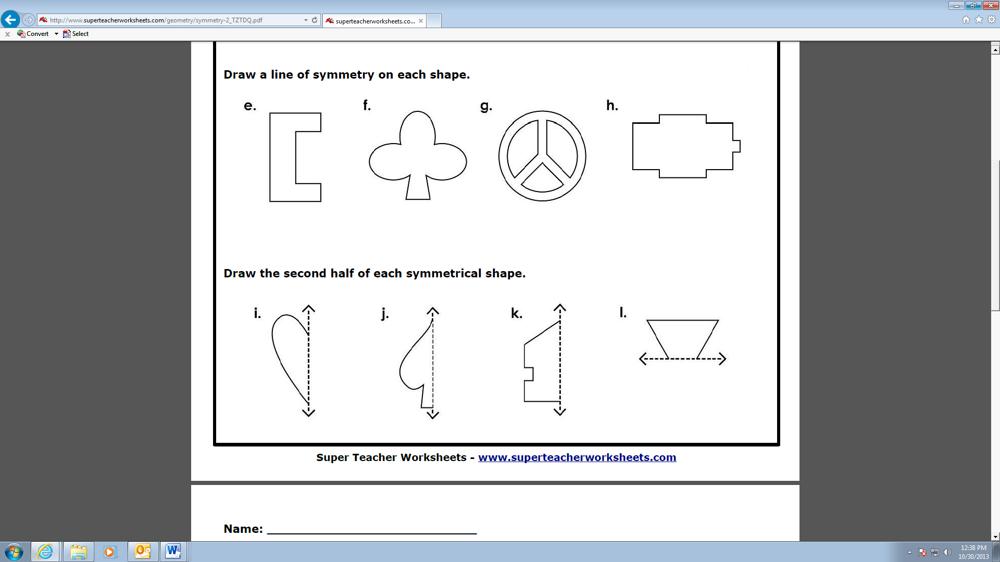 http://www.superteacherworksheets.com/geometry/symmetry-2_TZTDQ.pdf
superteacherworksheets.co...
x Convert Select
Draw a line of symmetry on each shape.
e. f. g. h.
Draw the second half of each symmetrical shape.
i. j. k. l.
Super Teacher Worksheets - www.superteacherworksheets.com
Name: ______________________________
12:38 PM
10/30/2013